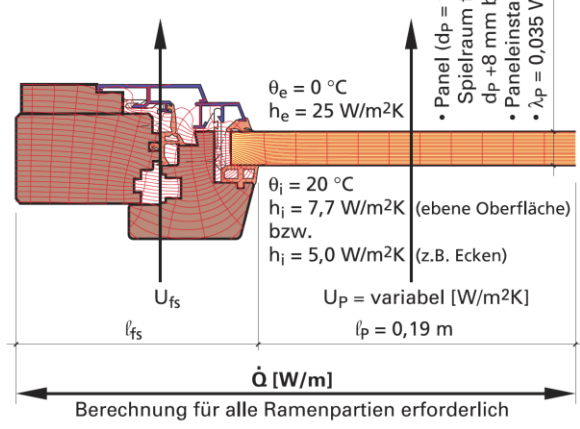 • Panel (dP =
Spielraum
dP +8 mm b
• Paneleinsta
• λP = 0,035 W
θe = 0 °C
he = 25 W/m2K
θi = 20 °C
hi = 7,7 W/m2K (ebene Oberfläche)
bzw.
hi = 5,0 W/m2K (z.B. Ecken)
Ufs
UP = variabel [W/m2K]
ℓfs
ℓP = 0,19 m
Q̇ [W/m]
Berechnung für alle Ramenpartien erforderlich